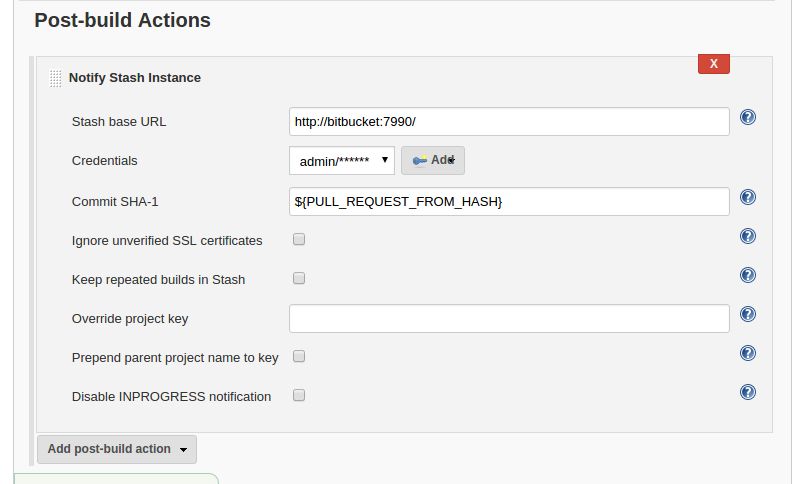 Post-build Actions
X
Notify Stash Instance
Stash base URL http://bitbucket:7990/ ?
Credentials admin/****** Add
Commit SHA-1 ${PULL_REQUEST_FROM_HASH} ?
Ignore unverified SSL certificates ?
Keep repeated builds in Stash ?
Override project key ?
Prepend parent project name to key ?
Disable INPROGRESS notification ?
Add post-build action